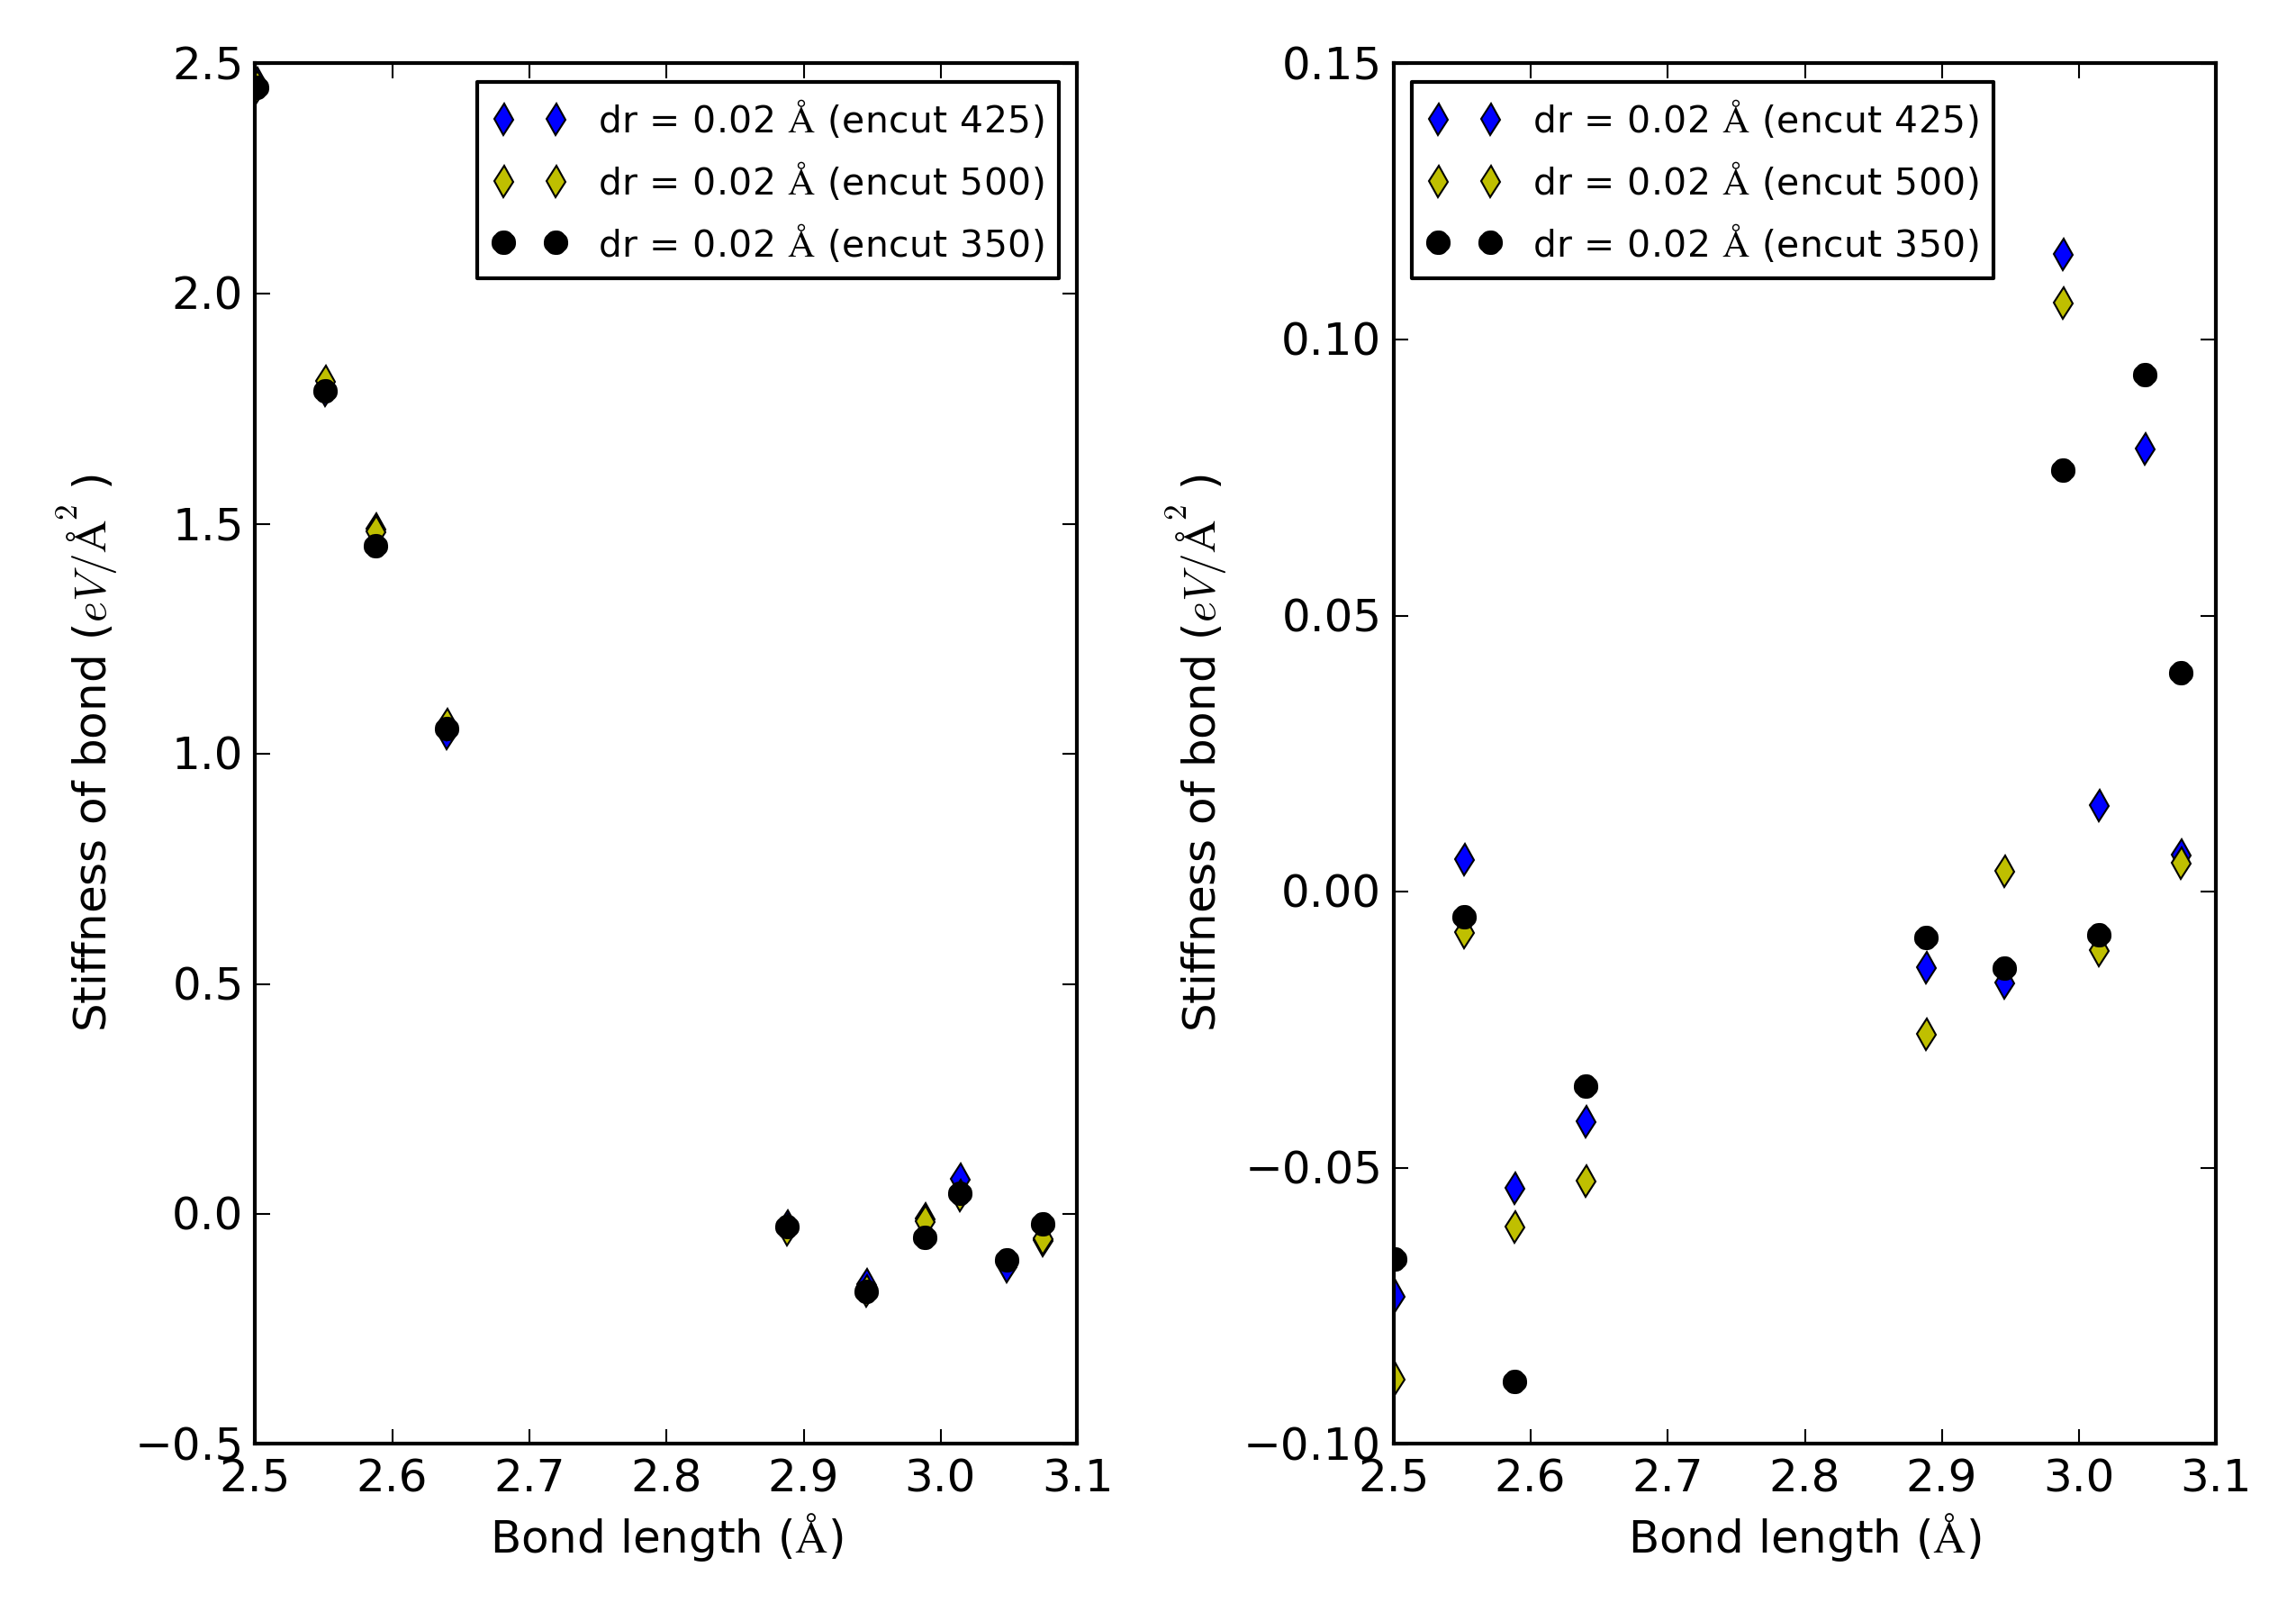 2.5
2.0
1.5
1.0
0.5
0.0
−0.5
2.5 2.6 2.7 2.8 2.9 3.0 3.1
Bond length (Å)
Stiffness of bond (eV/Å²)
dr = 0.02 Å (encut 425)
dr = 0.02 Å (encut 500)
dr = 0.02 Å (encut 350)
0.15
0.10
0.05
0.00
−0.05
−0.10
2.5 2.6 2.7 2.8 2.9 3.0 3.1
Bond length (Å)
Stiffness of bond (eV/Å²)
dr = 0.02 Å (encut 425)
dr = 0.02 Å (encut 500)
dr = 0.02 Å (encut 350)